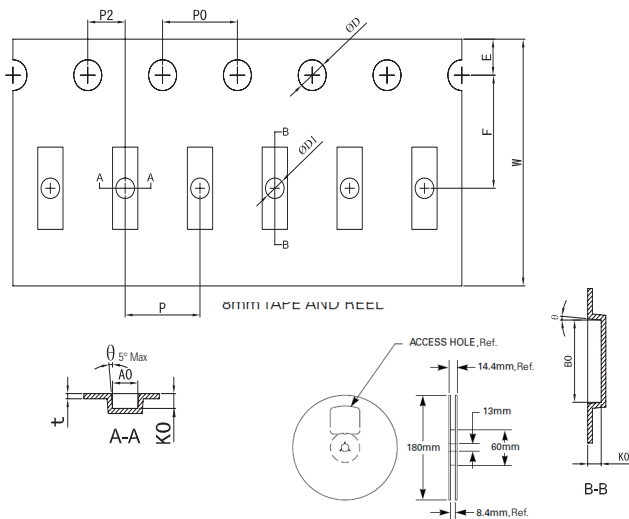 P2
P0
ØD
E
F
W
B
ØD1
A
A
B
P
8mm TAPE AND REEL
θ 5° Max
A0
t
K0
A-A
ACCESS HOLE, Ref.
14.4mm, Ref.
13mm
180mm
60mm
8.4mm, Ref.
θ
B0
K0
B-B